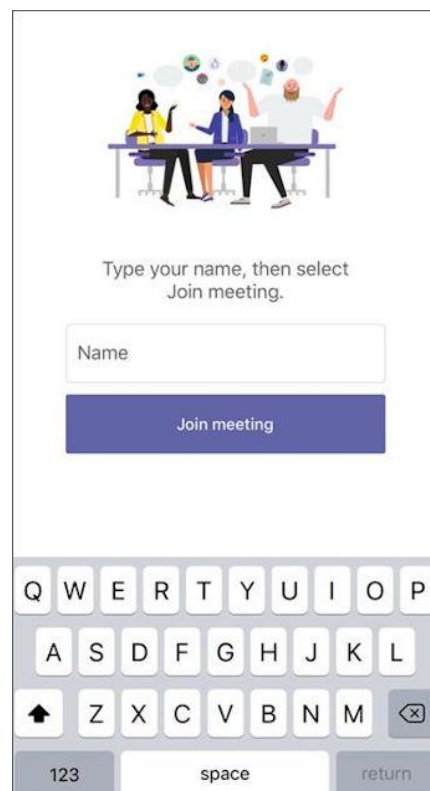 Type your name, then select
Join meeting.
Name
Join meeting
Q W E R T Y U I O P
A S D F G H J K L
Z X C V B N M
123 space return